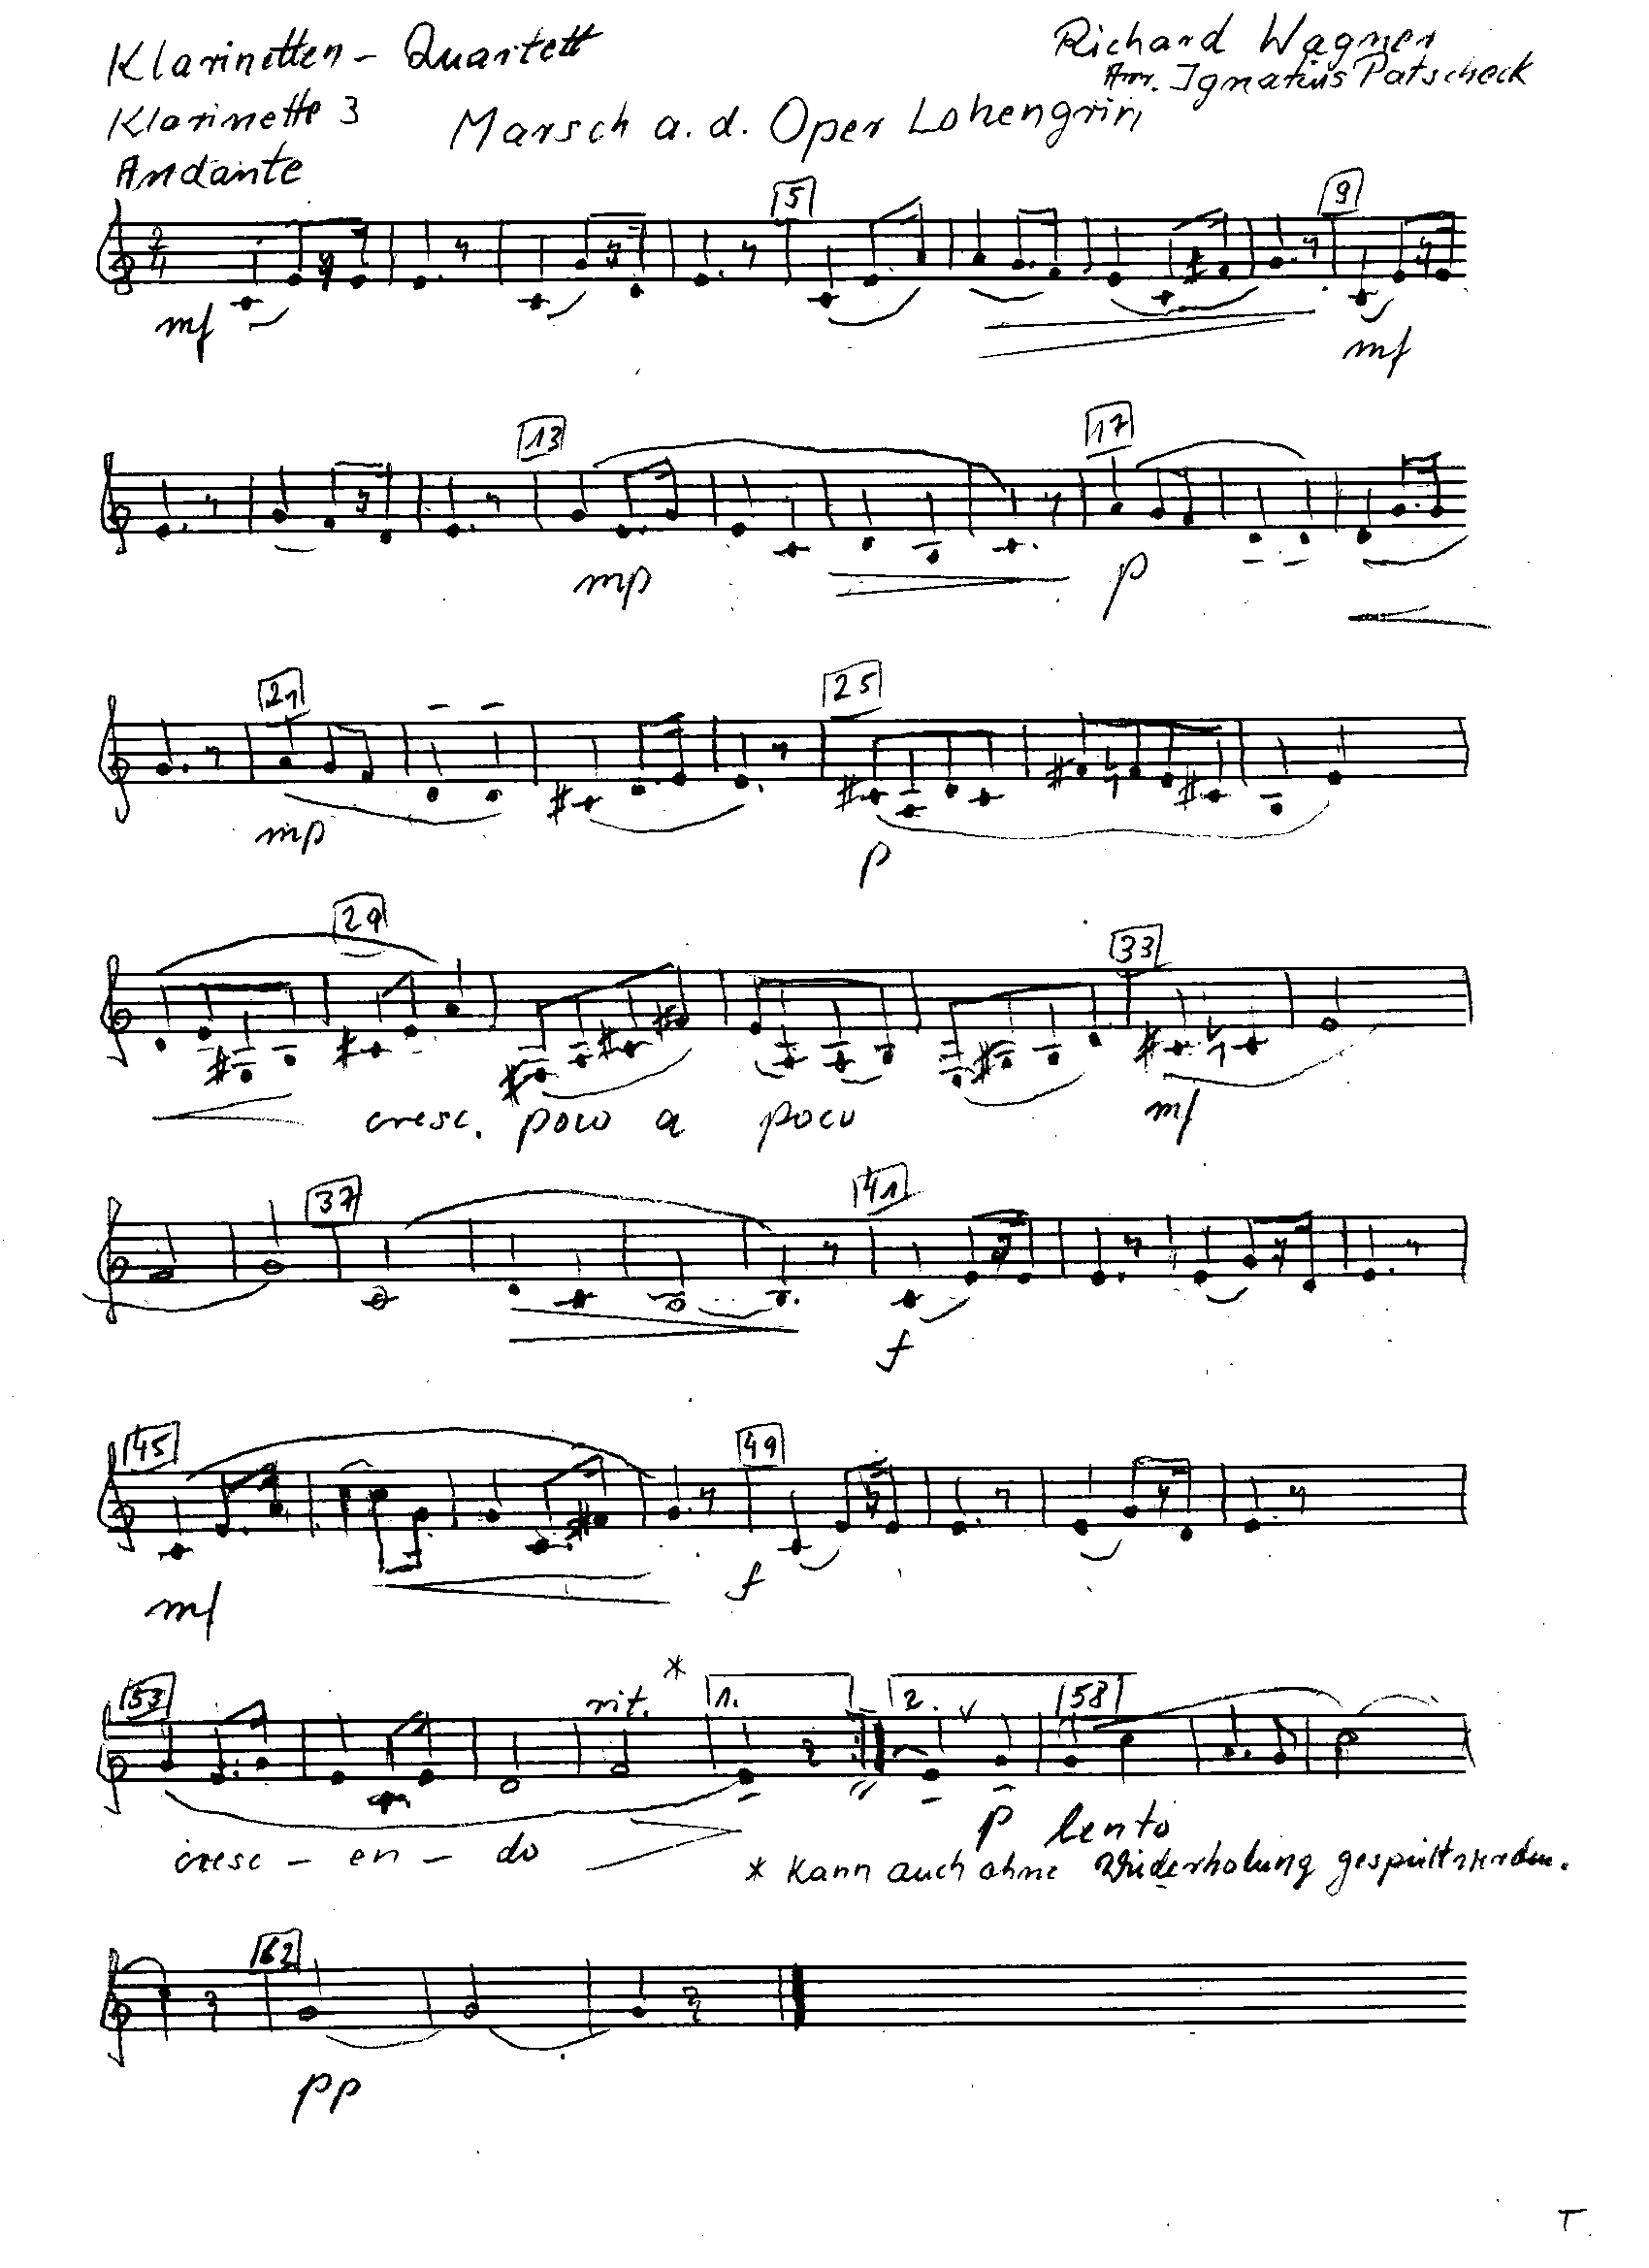 Klarinetten - Quartett
Richard Wagner
Arr. Ignatius Patscheck
Klarinette 3
Marsch a. d. Oper Lohengrin
Andante
5
9
2
4
mf
mf
13
17
mp
p
21
25
mp
p
29
33
cresc. poco a poco
mf
37
41
f
45
49
mf
f
53
rit.
*
1.
2.
58
cresc - en - do
p lento
* Kann auch ohne Wiederholung gespielt werden.
62
pp
T